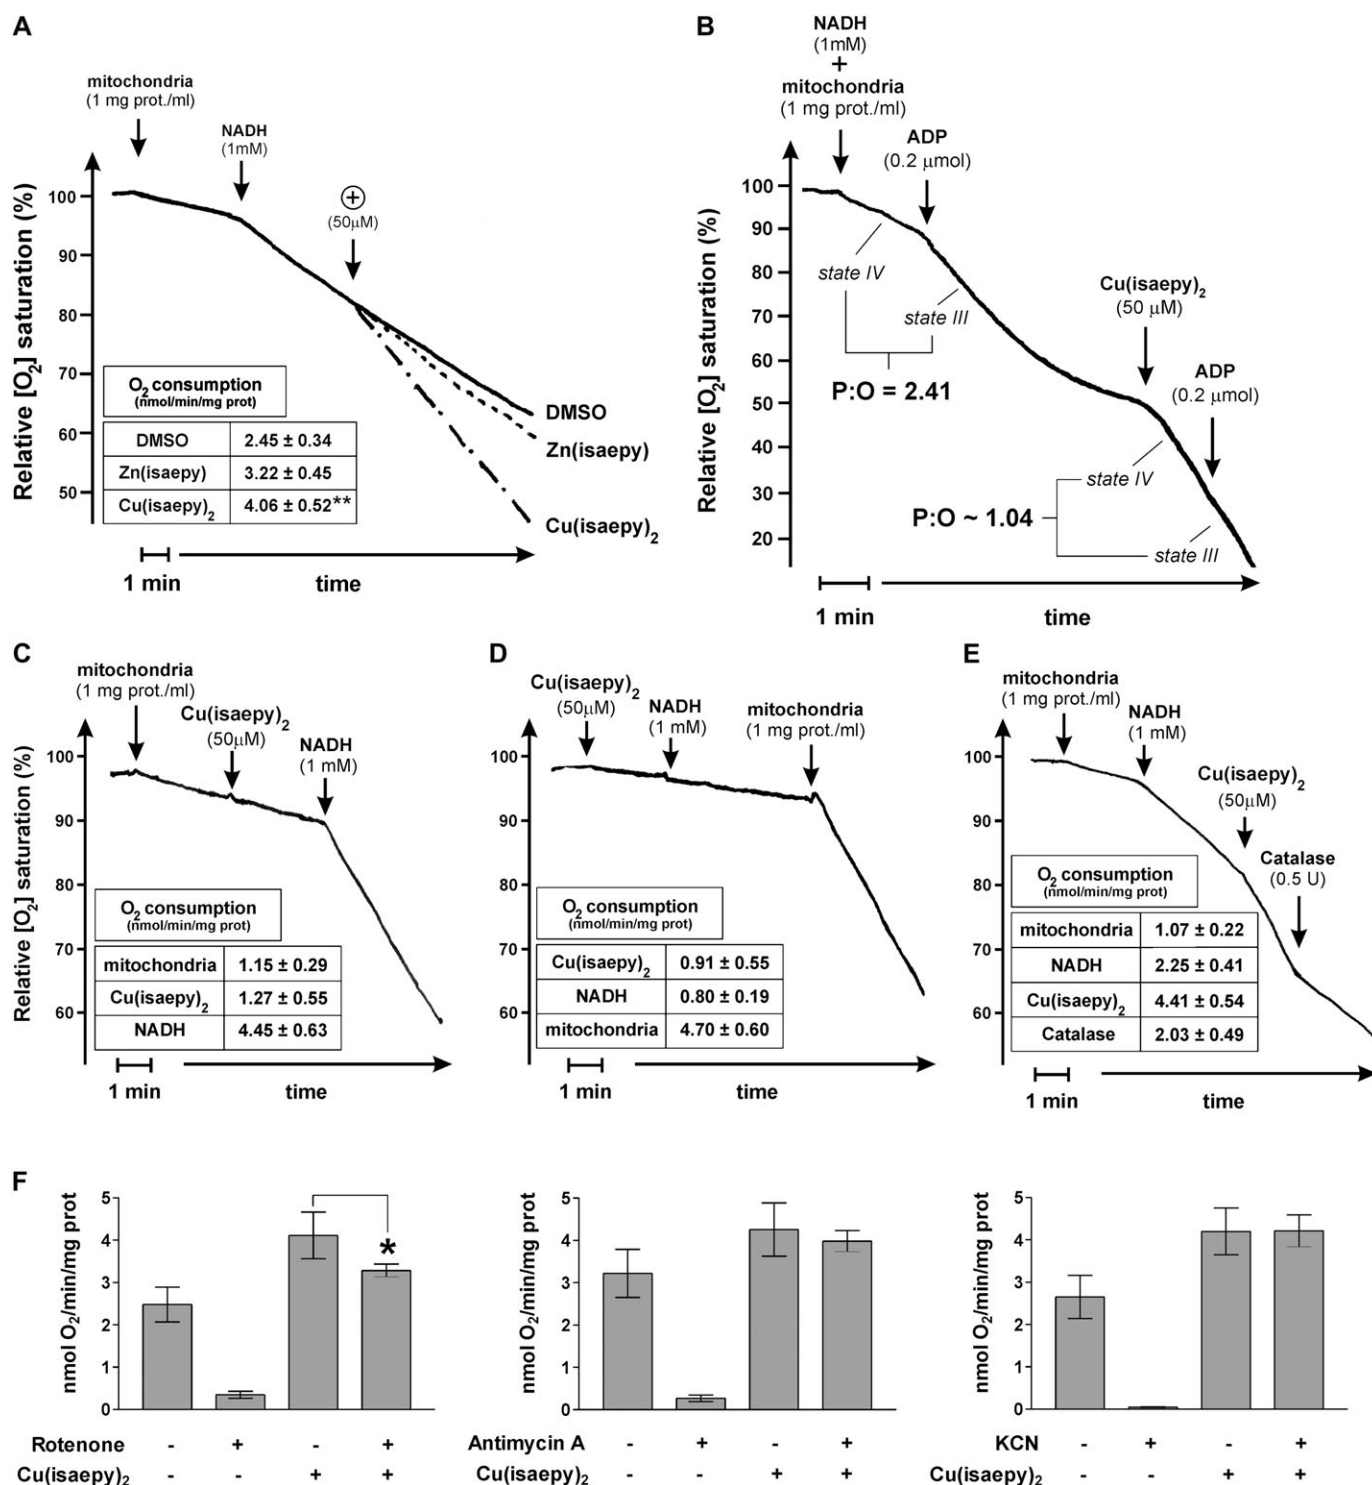 A
mitochondria
(1 mg prot./ml)
NADH
(1mM)
+
(50μM)
Relative [O2] saturation (%)
100
90
80
70
60
50
O2 consumption
(nmol/min/mg prot)
DMSO 2.45 ± 0.34
Zn(isaepy) 3.22 ± 0.45
Cu(isaepy)2 4.06 ± 0.52**
DMSO
Zn(isaepy)
Cu(isaepy)2
1 min time
B
NADH
(1mM)
+
mitochondria
(1 mg prot./ml)
ADP
(0.2 μmol)
Relative [O2] saturation (%)
100
90
80
70
60
50
40
30
20
state IV
state III
P:O = 2.41
Cu(isaepy)2
(50 μM)
ADP
(0.2 μmol)
state IV
P:O ~ 1.04
state III
1 min time
C
mitochondria
(1 mg prot./ml)
Cu(isaepy)2
(50μM)
NADH
(1 mM)
Relative [O2] saturation (%)
100
90
80
70
60
O2 consumption
(nmol/min/mg prot)
mitochondria 1.15 ± 0.29
Cu(isaepy)2 1.27 ± 0.55
NADH 4.45 ± 0.63
1 min time
D
Cu(isaepy)2
(50μM)
NADH
(1 mM)
mitochondria
(1 mg prot./ml)
100
90
80
70
60
O2 consumption
(nmol/min/mg prot)
Cu(isaepy)2 0.91 ± 0.55
NADH 0.80 ± 0.19
mitochondria 4.70 ± 0.60
1 min time
E
mitochondria
(1 mg prot./ml)
NADH
(1 mM)
Cu(isaepy)2
(50μM)
Catalase
(0.5 U)
100
90
80
70
60
O2 consumption
(nmol/min/mg prot)
mitochondria 1.07 ± 0.22
NADH 2.25 ± 0.41
Cu(isaepy)2 4.41 ± 0.54
Catalase 2.03 ± 0.49
1 min time
F
nmol O2/min/mg prot
5
4
3
2
1
0
*
Rotenone - + - +
Cu(isaepy)2 - - + +
nmol O2/min/mg prot
5
4
3
2
1
0
Antimycin A - + - +
Cu(isaepy)2 - - + +
nmol O2/min/mg prot
5
4
3
2
1
0
KCN - + - +
Cu(isaepy)2 - - + +